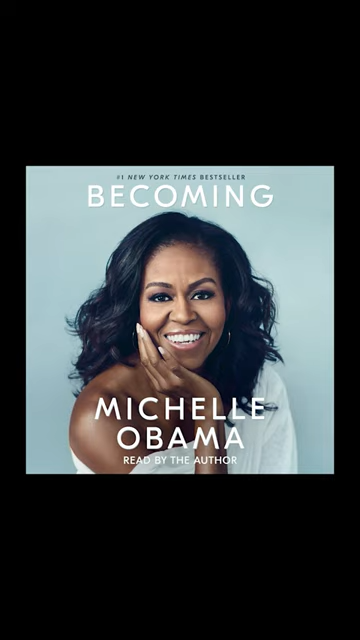 #1 NEW YORK TIMES BESTSELLER
BECOMING
MICHELLE
OBAMA
READ BY THE AUTHOR